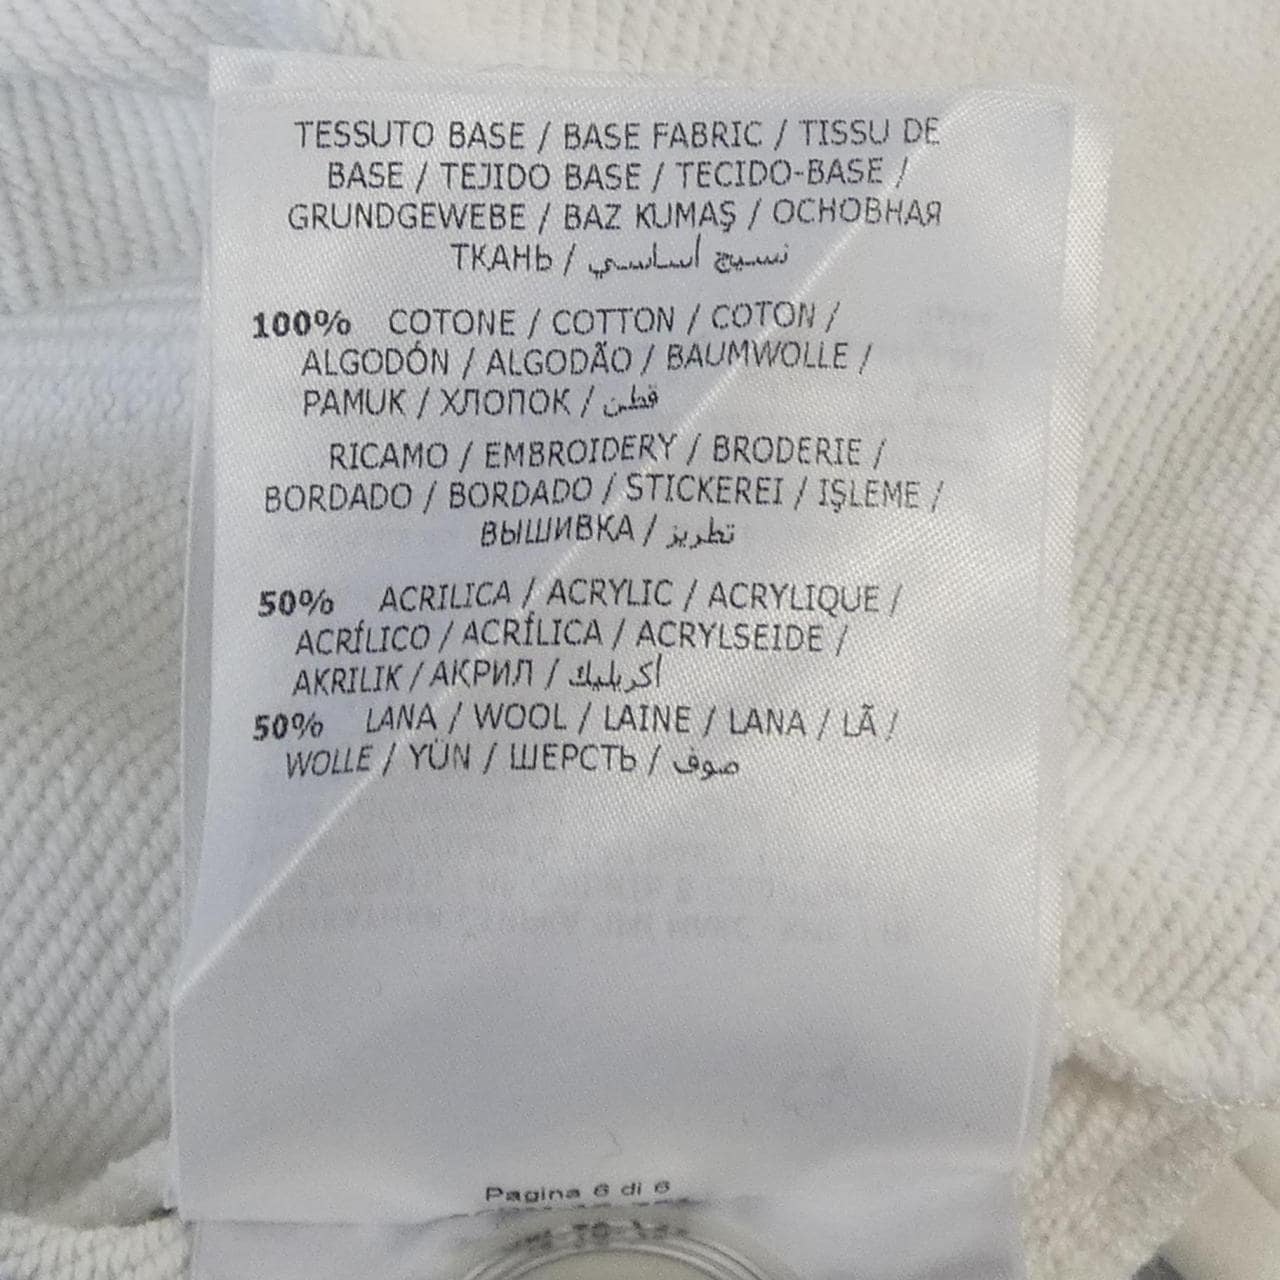 TESSUTO BASE / BASE FABRIC / TISSU DE
BASE / TEJIDO BASE / TECIDO-BASE /
GRUNDGEWEBE / BAZ KUMAŞ / ОСНОВНАЯ
ТКАНЬ / نسيج أساسي
100% COTONE / COTTON / COTON /
ALGODÓN / ALGODÃO / BAUMWOLLE /
PAMUK / ХЛОПОК / قطن
RICAMO / EMBROIDERY / BRODERIE /
BORDADO / BORDADO / STICKEREI / IŞLEME /
ВЫШИВКА / تطريز
50% ACRILICA / ACRYLIC / ACRYLIQUE /
ACRÍLICO / ACRÍLICA / ACRYLSEIDE /
AKRILIK / АКРИЛ / أكريليك
50% LANA / WOOL / LAINE / LANA / LÃ /
WOLLE / YÜN / ШЕРСТЬ / صوف
Pagina 6 di 6